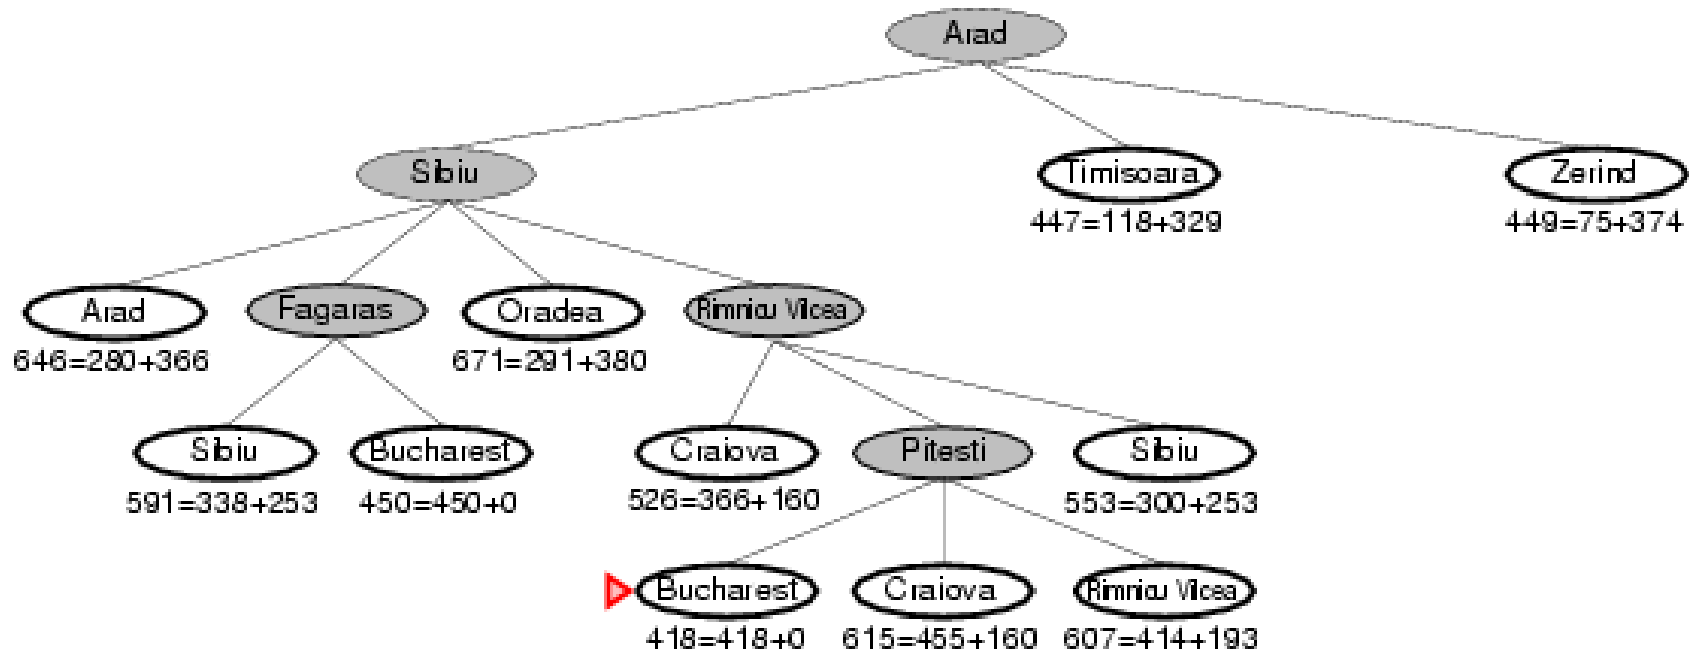 Arad
Sibiu
Timisoara
Zerind
447=118+329
449=75+374
Arad
Fagaras
Oradea
Rimnicu Vilcea
646=280+366
671=291+380
Sibiu
Bucharest
Craiova
Pitesti
Sibiu
591=338+253
450=450+0
526=366+160
553=300+253
Bucharest
Craiova
Rimnicu Vilcea
418=418+0
615=455+160
607=414+193